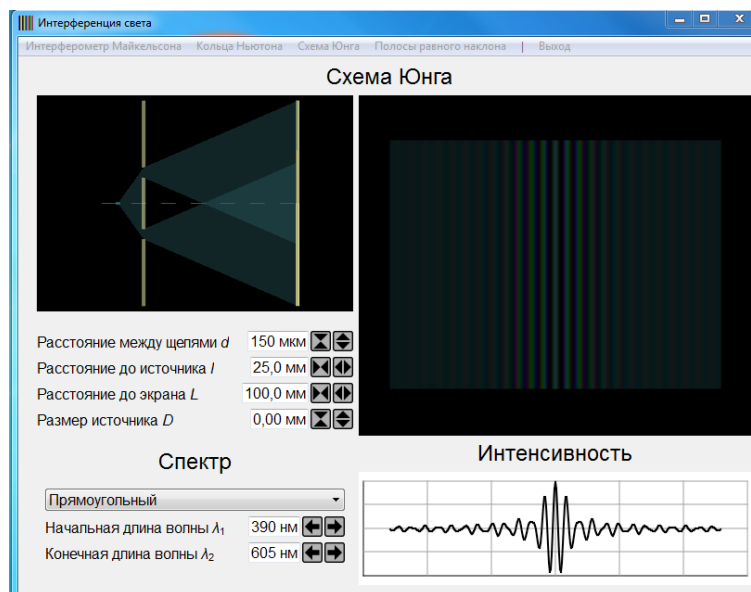 Интерференция света
Интерферометр Майкельсона Кольца Ньютона Схема Юнга Полосы равного наклона | Выход
Схема Юнга
Расстояние между щелями d 150 мкм
Расстояние до источника l 25,0 мм
Расстояние до экрана L 100,0 мм
Размер источника D 0,00 мм
Спектр
Прямоугольный
Начальная длина волны λ₁ 390 нм
Конечная длина волны λ₂ 605 нм
Интенсивность